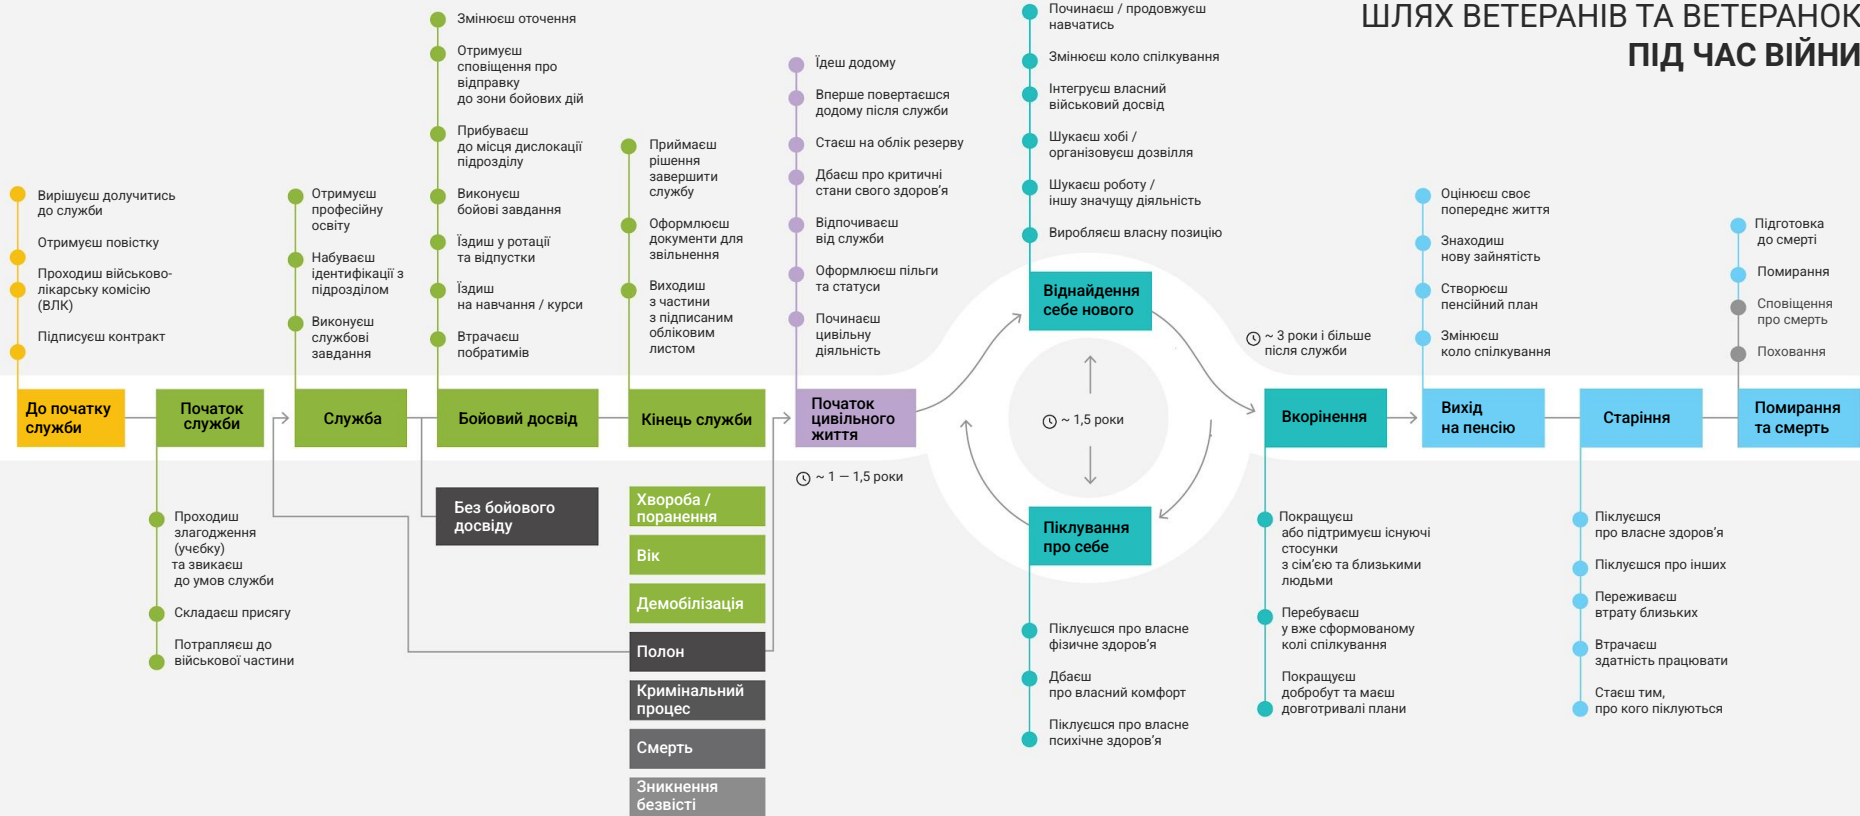 ШЛЯХ ВЕТЕРАНІВ ТА ВЕТЕРАНОК
ПІД ЧАС ВІЙНИ
Вирішуєш долучитись
до служби
Отримуєш повістку
Проходиш військово-
лікарську комісію
(ВЛК)
Підписуєш контракт
До початку
служби
Початок
служби
Проходиш
злагодження
(учєбку)
та звикаєш
до умов служби
Складаєш присягу
Потрапляєш до
військової частини
Отримуєш
професійну
освіту
Набуваєш
ідентифікації з
підрозділом
Виконуєш
службові
завдання
Служба
Змінюєш оточення
Отримуєш
сповіщення про
відправку
до зони бойових дій
Прибуваєш
до місця дислокації
підрозділу
Виконуєш
бойові завдання
Їздиш у ротації
та відпустки
Їздиш
на навчання / курси
Втрачаєш
побратимів
Бойовий досвід
Без бойового
досвіду
Приймаєш
рішення
завершити
службу
Оформлюєш
документи для
звільнення
Виходиш
з частини
з підписаним
обліковим
листом
Кінець служби
Хвороба /
поранення
Вік
Демобілізація
Полон
Кримінальний
процес
Смерть
Зникнення
безвісті
Їдеш додому
Вперше повертаєшся
додому після служби
Стаєш на облік резерву
Дбаєш про критичні
стани свого здоров’я
Відпочиваєш
від служби
Оформлюєш пільги
та статуси
Починаєш
цивільну
діяльність
Початок
цивільного
життя
~ 1 — 1,5 роки
Починаєш / продовжуєш
навчатись
Змінюєш коло спілкування
Інтегруєш власний
військовий досвід
Шукаєш хобі /
організовуєш дозвілля
Шукаєш роботу /
іншу значущу діяльність
Виробляєш власну позицію
Віднайдення
себе нового
~ 1,5 роки
Піклування
про себе
Піклуєшся про власне
фізичне здоров’я
Дбаєш
про власний комфорт
Піклуєшся про власне
психічне здоров’я
~ 3 роки і більше
після служби
Вкорінення
Покращуєш
або підтримуєш існуючі
стосунки
з сім’єю та близькими
людьми
Перебуваєш
у вже сформованому
колі спілкування
Покращуєш
добробут та маєш
довготривалі плани
Оцінюєш своє
попереднє життя
Знаходиш
нову зайнятість
Створюєш
пенсійний план
Змінюєш
коло спілкування
Вихід
на пенсію
Старіння
Піклуєшся
про власне здоров’я
Піклуєшся про інших
Переживаєш
втрату близьких
Втрачаєш
здатність працювати
Стаєш тим,
про кого піклуються
Підготовка
до смерті
Помирання
Сповіщення
про смерть
Поховання
Помирання
та смерть